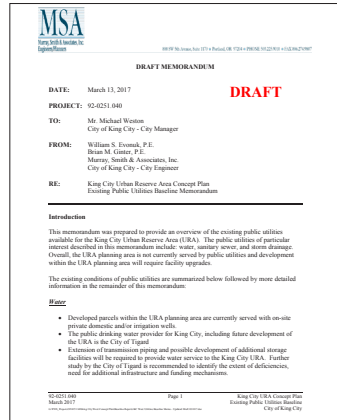 MSA
Murray, Smith & Associates, Inc.
Engineers/Planners
DRAFT MEMORANDUM
DATE: March 13, 2017
DRAFT
PROJECT: 92-0251.040
TO: Mr. Michael Weston
City of King City - City Manager
FROM: William S. Evonuk, P.E.
Brian M. Ginter, P.E.
Murray, Smith & Associates, Inc.
City of King City - City Engineer
RE: King City Urban Reserve Area Concept Plan
Existing Public Utilities Baseline Memorandum
Introduction
This memorandum was prepared to provide an overview of the existing public utilities
available for the King City Urban Reserve Area (URA). The public utilities of particular
interest described in this memorandum include: water, sanitary sewer, and storm drainage.
Overall, the URA planning area is not currently served by public utilities and development
within the URA planning area will require facility upgrades.
The existing conditions of public utilities are summarized below followed by more detailed
information in the remainder of this memorandum:
Water
• Developed parcels within the URA planning area are currently served with on-site
private domestic and/or irrigation wells.
• The public drinking water provider for King City, including future development of
the URA is the City of Tigard
• Extension of transmission piping and possible development of additional storage
facilities will be required to provide water service to the King City URA. Further
study by the City of Tigard is recommended to identify the extent of deficiencies,
need for additional infrastructure and funding mechanisms.
92-0251.040 Page 1 King City URA Concept Plan
March 2017 Existing Public Utilities Baseline
City of King City